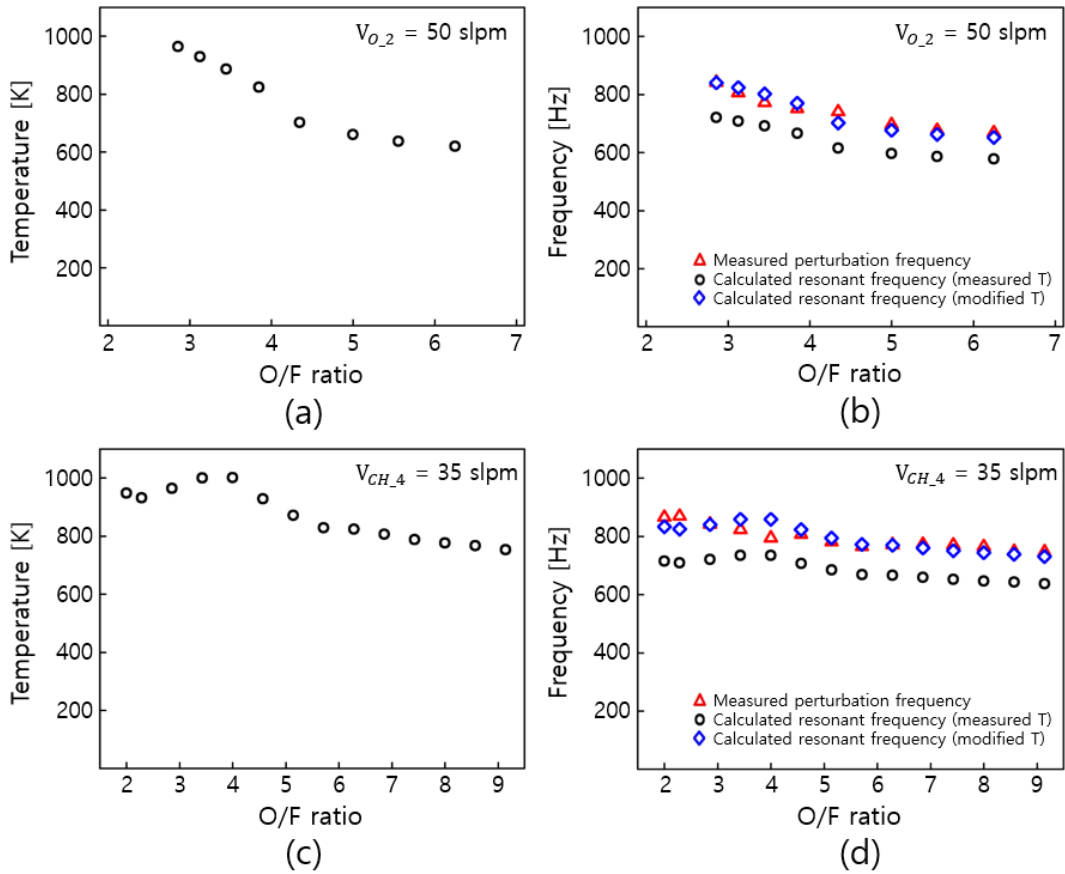 V_{O_2} = 50 slpm
1000
800
600
400
200
Temperature [K]
2 3 4 5 6 7
O/F ratio
(a)
V_{O_2} = 50 slpm
1000
800
600
400
200
Frequency [Hz]
Measured perturbation frequency
Calculated resonant frequency (measured T)
Calculated resonant frequency (modified T)
2 3 4 5 6 7
O/F ratio
(b)
V_{CH_4} = 35 slpm
1000
800
600
400
200
Temperature [K]
2 3 4 5 6 7 8 9
O/F ratio
(c)
V_{CH_4} = 35 slpm
1000
800
600
400
200
Frequency [Hz]
Measured perturbation frequency
Calculated resonant frequency (measured T)
Calculated resonant frequency (modified T)
2 3 4 5 6 7 8 9
O/F ratio
(d)